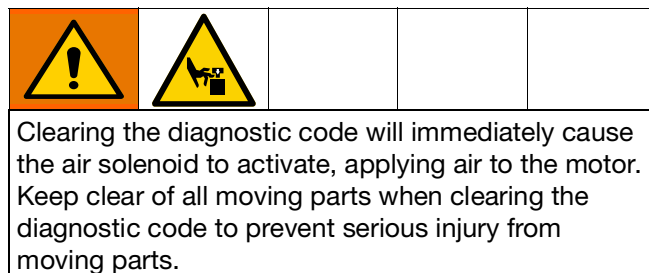 Clearing the diagnostic code will immediately cause
the air solenoid to activate, applying air to the motor.
Keep clear of all moving parts when clearing the
diagnostic code to prevent serious injury from
moving parts.